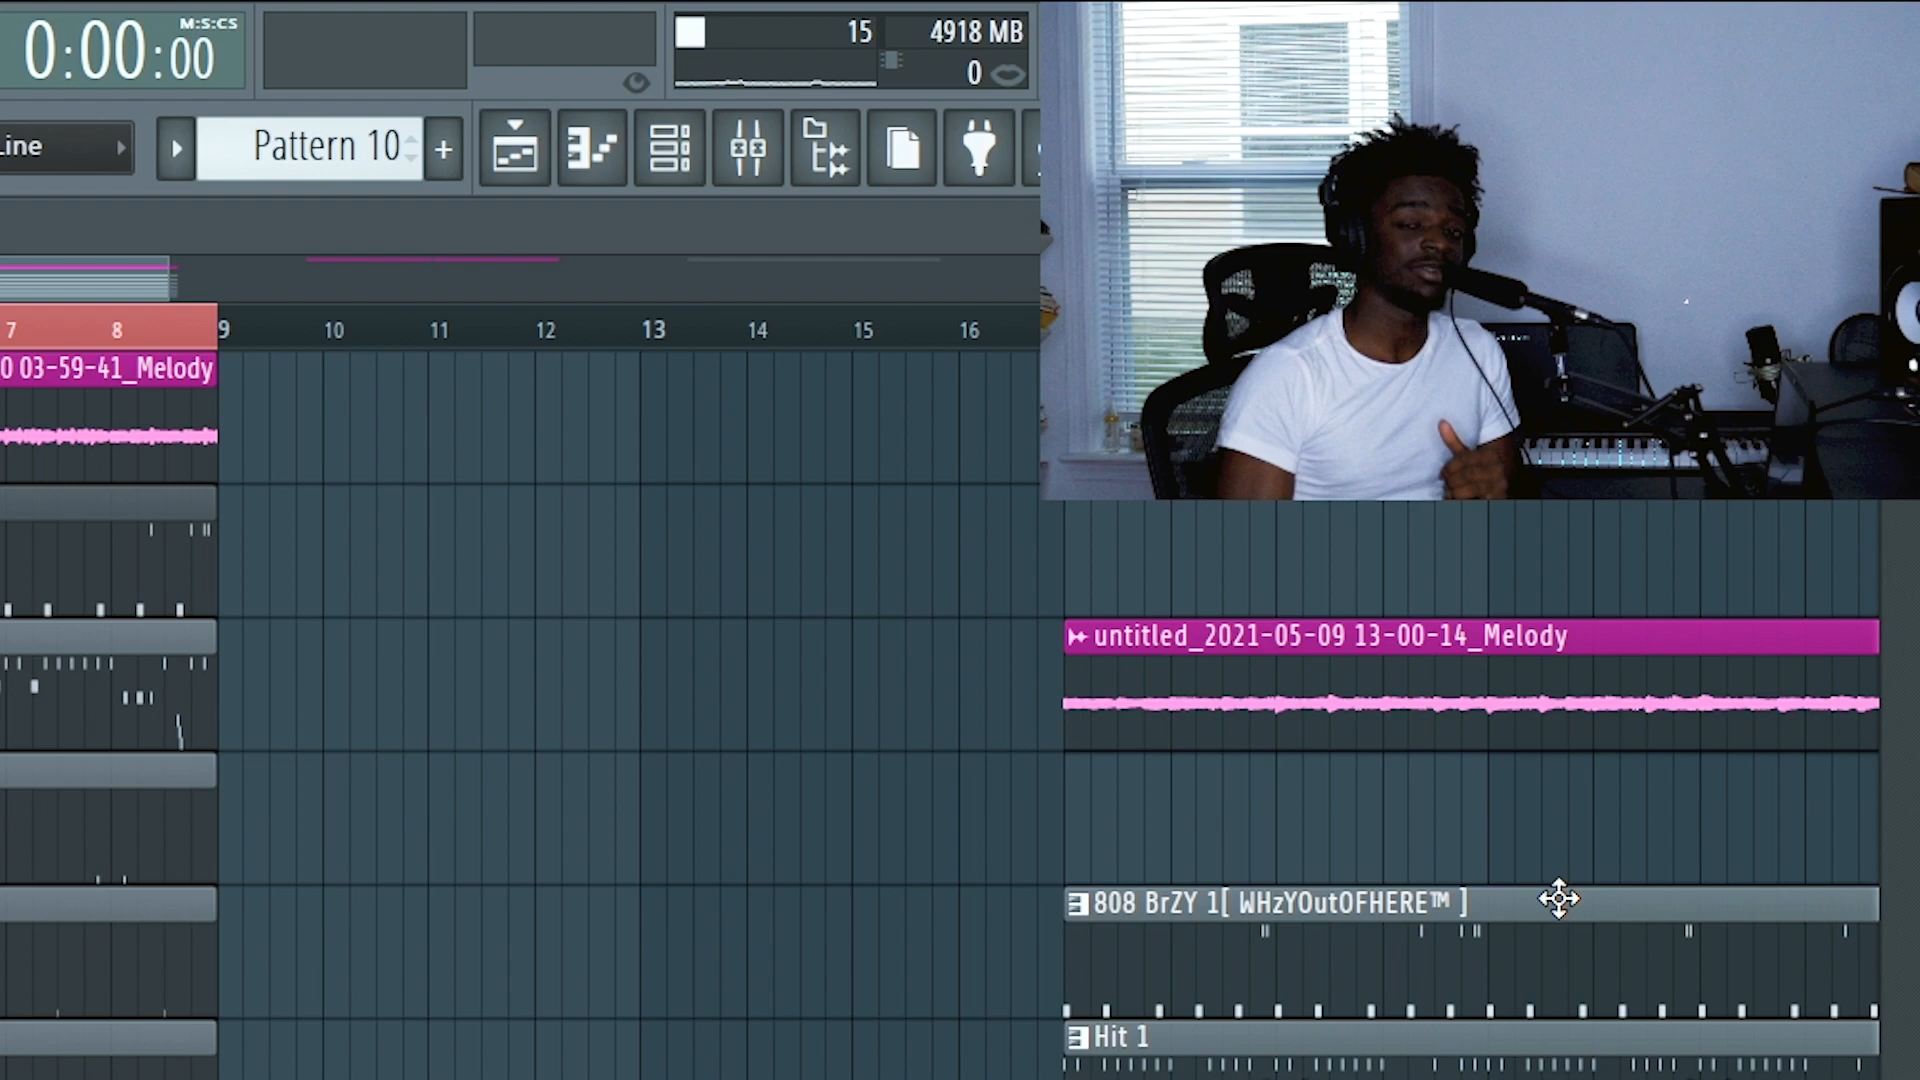 0:00:00
M:S:CS
15
4918 MB
0
Line
Pattern 10
+
7 8 9 10 11 12 13 14 15 16
0 03-59-41_Melody
untitled_2021-05-09 13-00-14_Melody
808 BrZY 1[ WHzYOutOFHERE™ ]
Hit 1